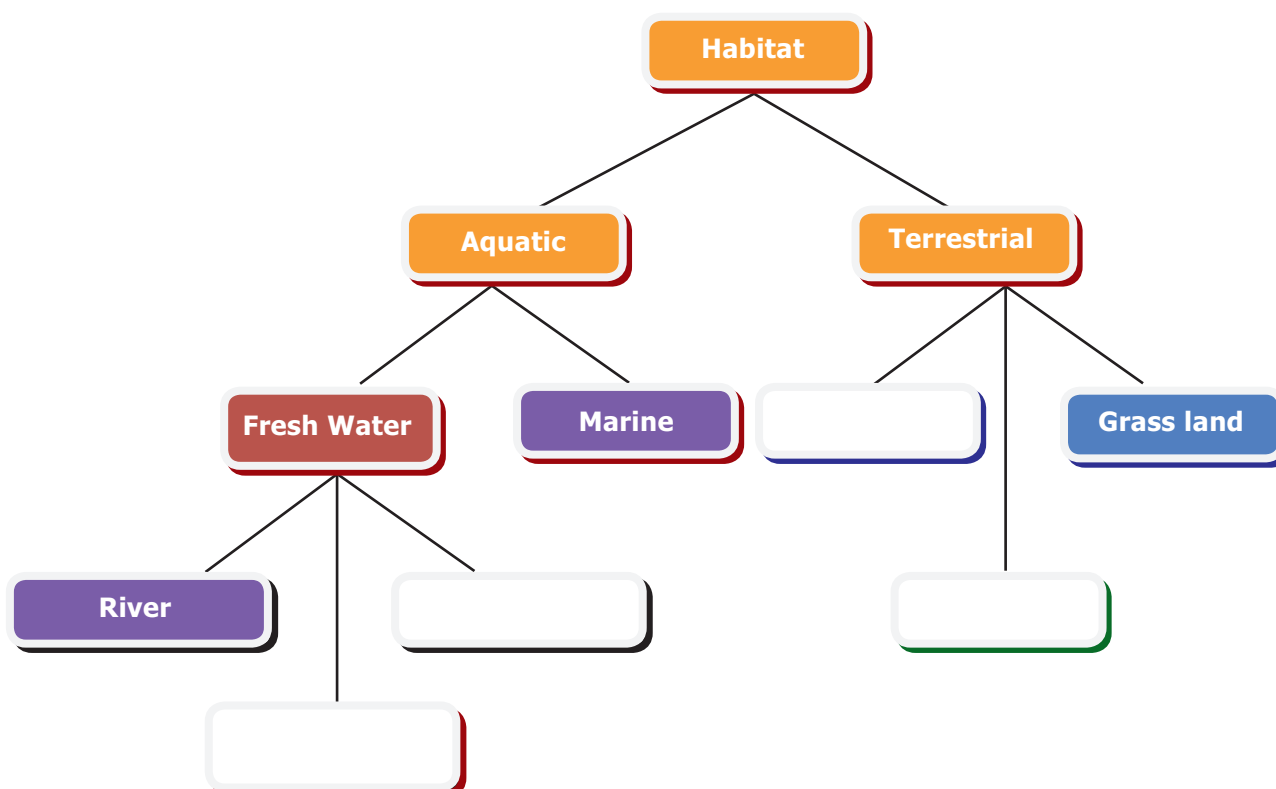 Habitat
Aquatic
Terrestrial
Fresh Water
Marine
Grass land
River